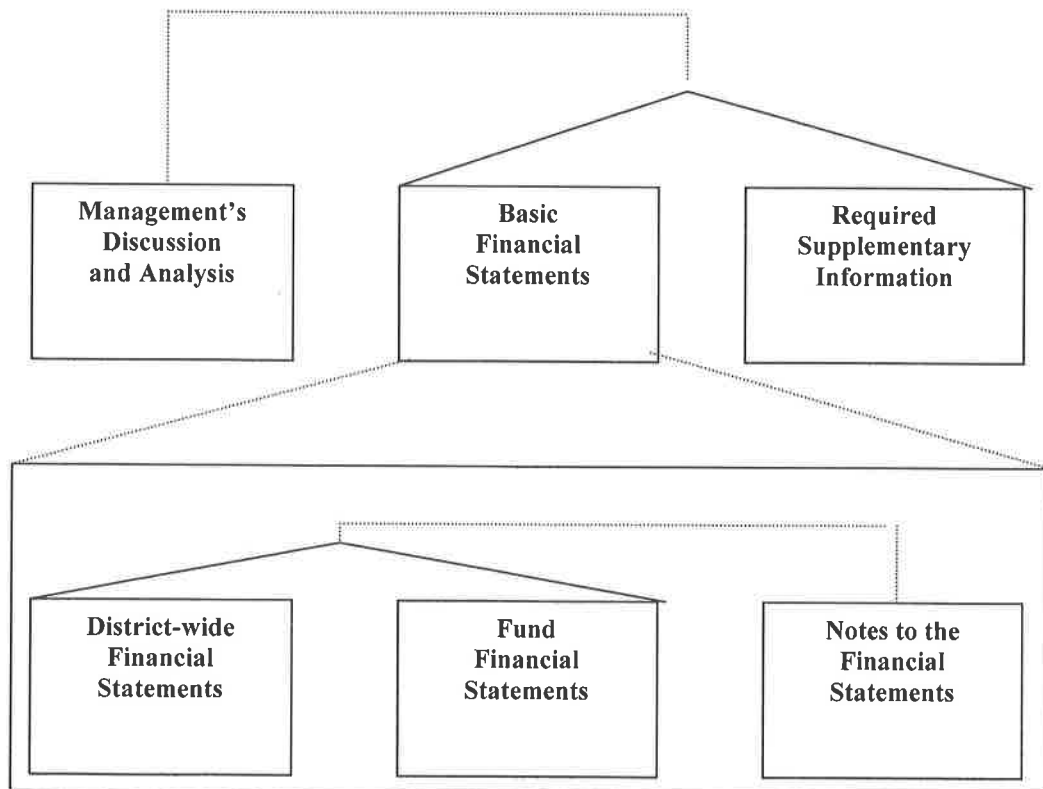 Management's
Discussion
and Analysis
Basic
Financial
Statements
Required
Supplementary
Information
District-wide
Financial
Statements
Fund
Financial
Statements
Notes to the
Financial
Statements